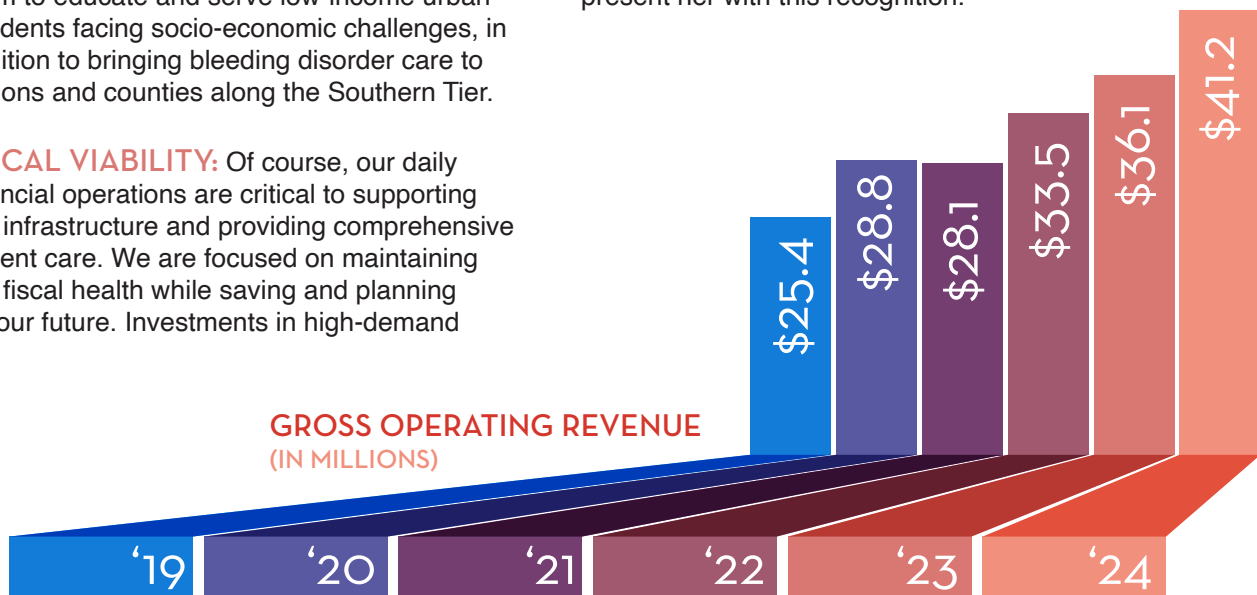 to educate and serve low-income urban
dents facing socio-economic challenges, in
ition to bringing bleeding disorder care to
ons and counties along the Southern Tier.
CAL VIABILITY: Of course, our daily
ncial operations are critical to supporting
infrastructure and providing comprehensive
ent care. We are focused on maintaining
fiscal health while saving and planning
our future. Investments in high-demand
present her with this recognition.
GROSS OPERATING REVENUE
(IN MILLIONS)
$25.4
$28.8
$28.1
$33.5
$36.1
$41.2
‘19
‘20
‘21
‘22
‘23
‘24